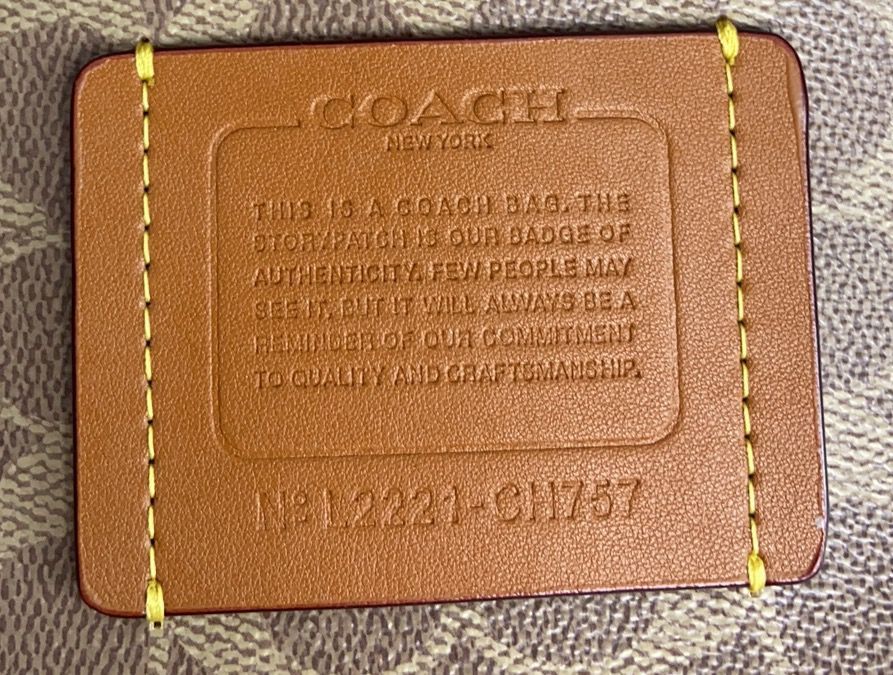 COACH
NEW YORK
THIS IS A COACH BAG. THE
STORYPATCH IS OUR BADGE OF
AUTHENTICITY. FEW PEOPLE MAY
SEE IT. BUT IT WILL ALWAYS BE A
REMINDER OF OUR COMMITMENT
TO QUALITY AND CRAFTSMANSHIP.
Nº L2221-CH757